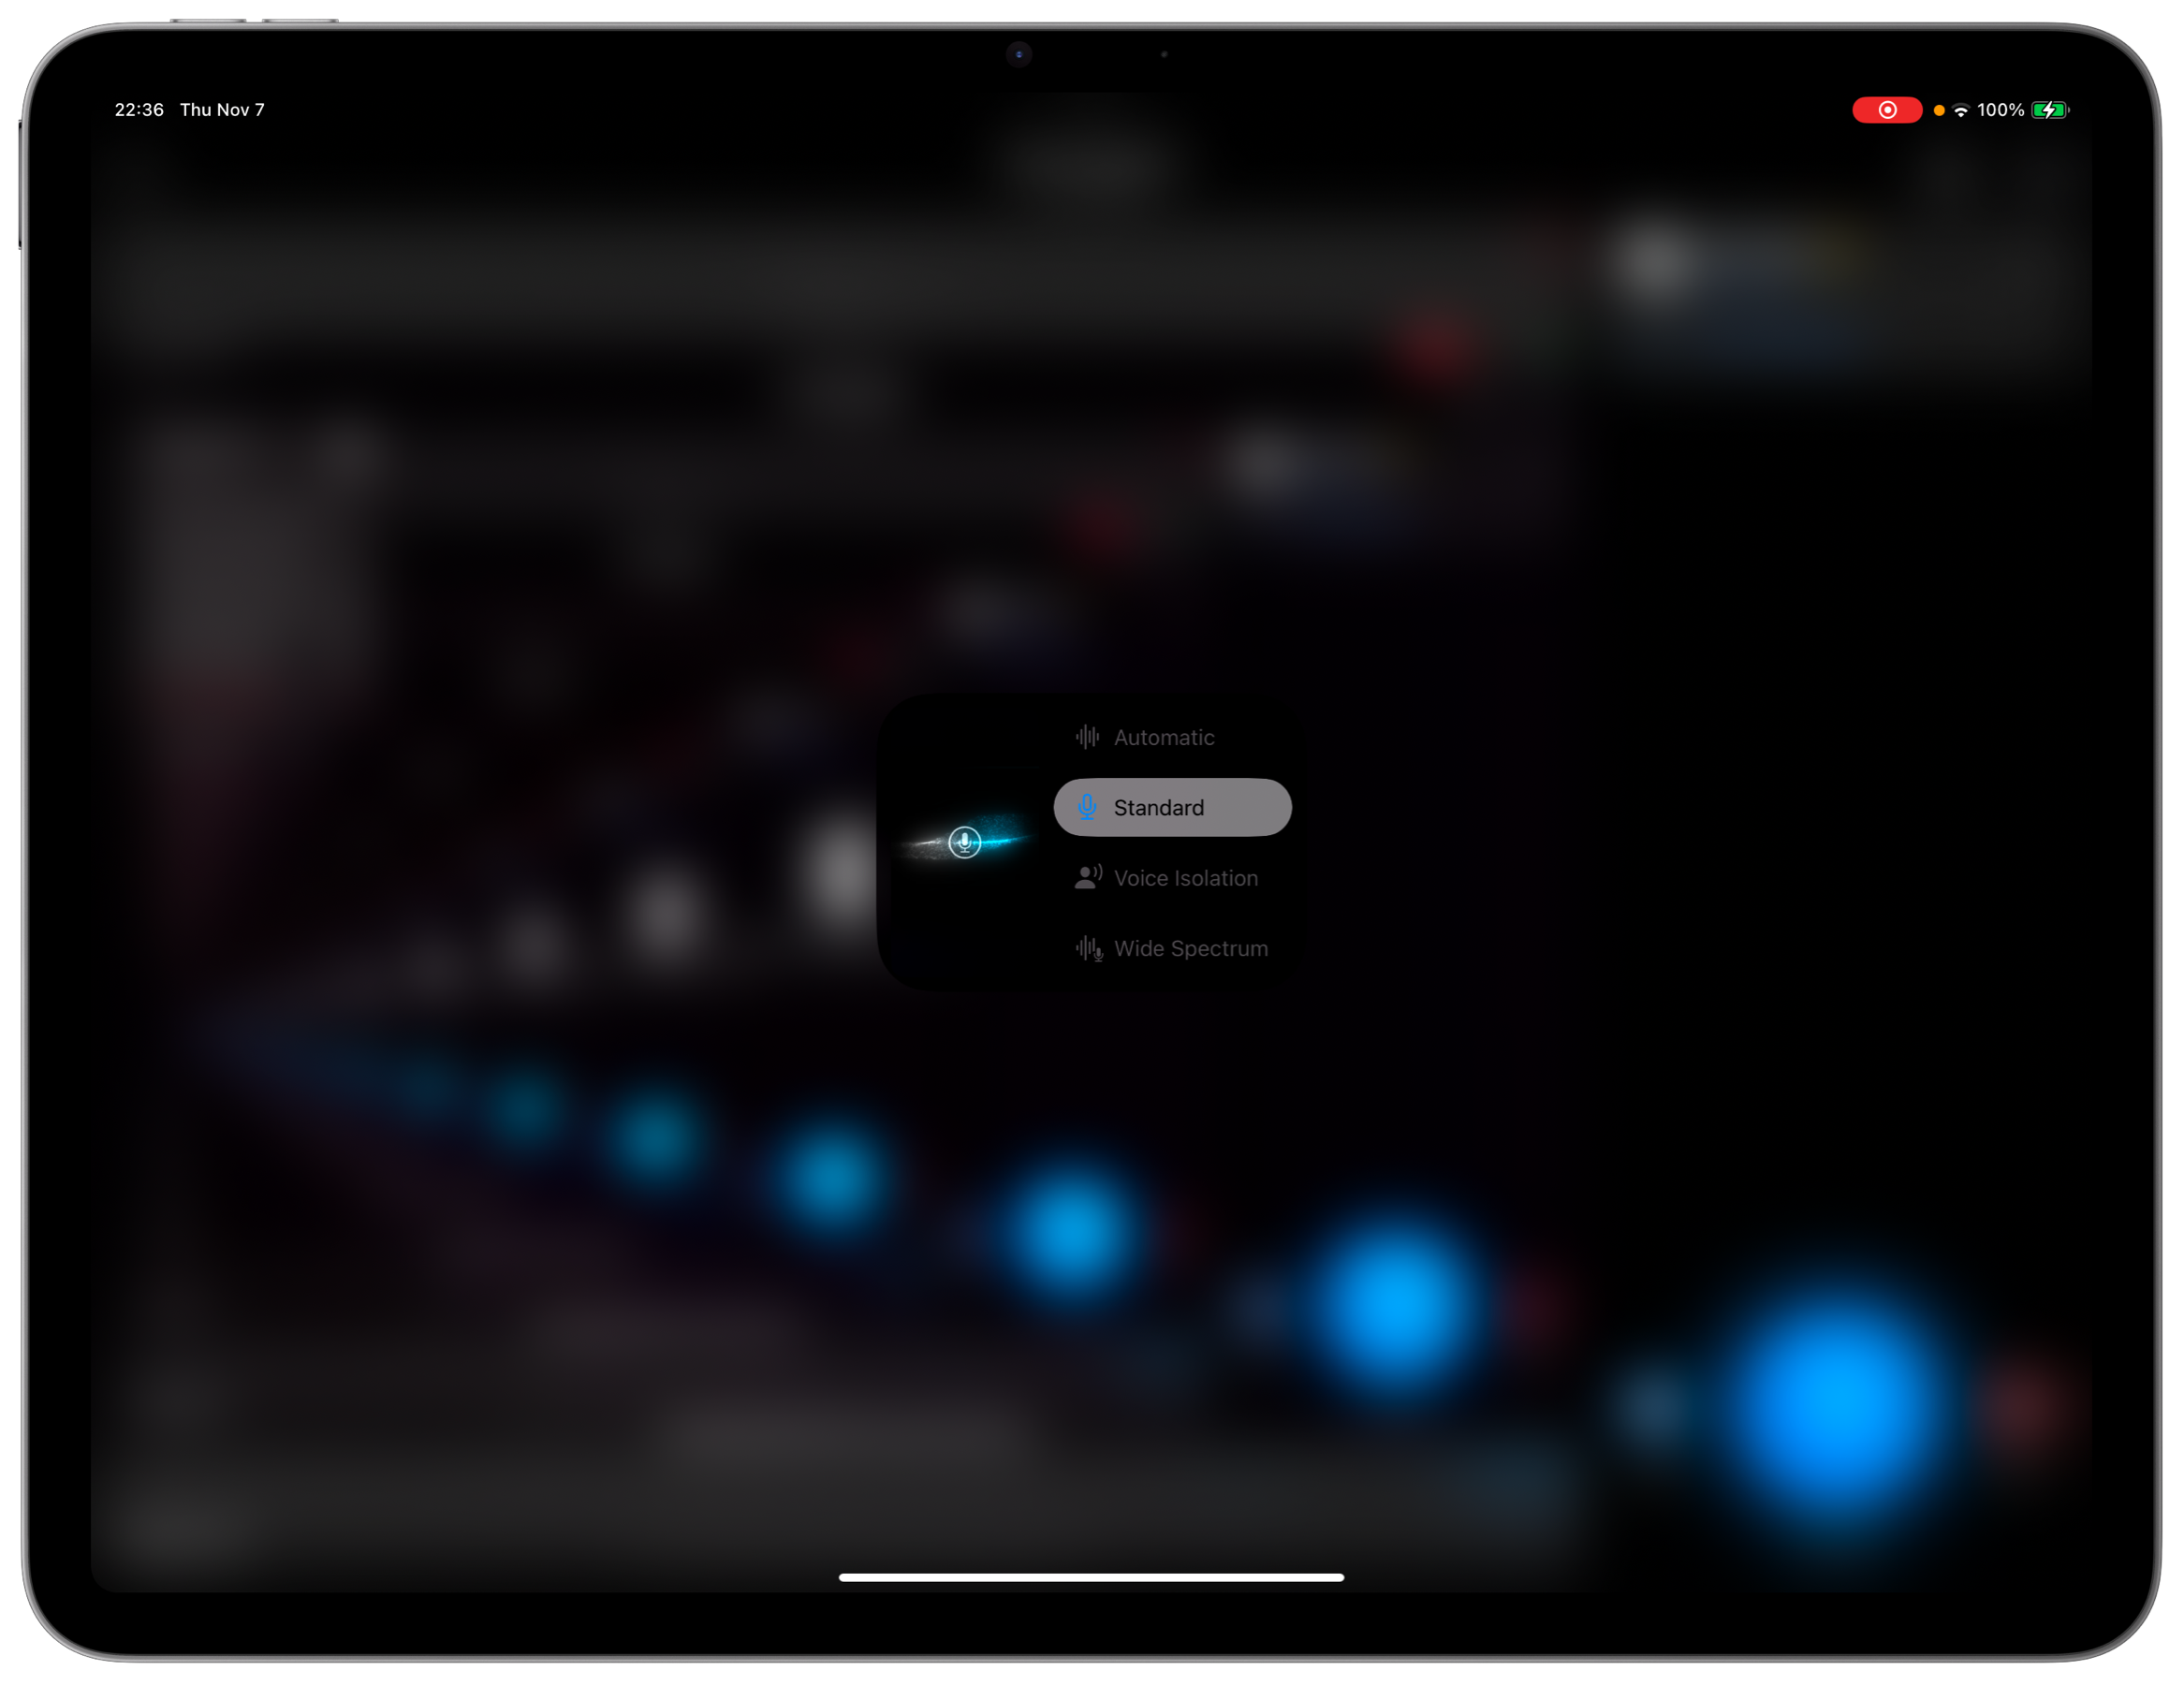 22:36 Thu Nov 7
100%
Automatic
Standard
Voice Isolation
Wide Spectrum